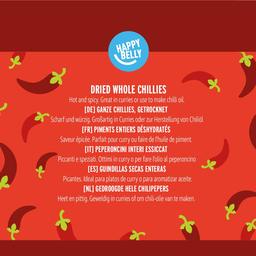 HAPPY
BELLY
DRIED WHOLE CHILLIES
Hot and spicy. Great in curries or use to make chili oil.
[DE] GANZE CHILLIES, GETROCKNET
Scharf und würzig. Großartig in Curries oder zur Herstellung von Chiliöl.
[FR] PIMENTS ENTIERS DÉSHYDRATÉS
Saveur épicée. Parfait pour curry ou faire de l'huile de piment.
[IT] PEPERONCINI INTERI ESSICCAT
Piccanti e speziati. Ottimi in curry o per fare l'olio al peperoncino
[ES] GUINDILLAS SECAS ENTERAS
Picantes. Ideal para platos de curry o para aromatizar aceite.
[NL] GEDROOGDE HELE CHILIPEPERS
Heet en pittig. Geweldig in curries of om chili-olie van te maken.